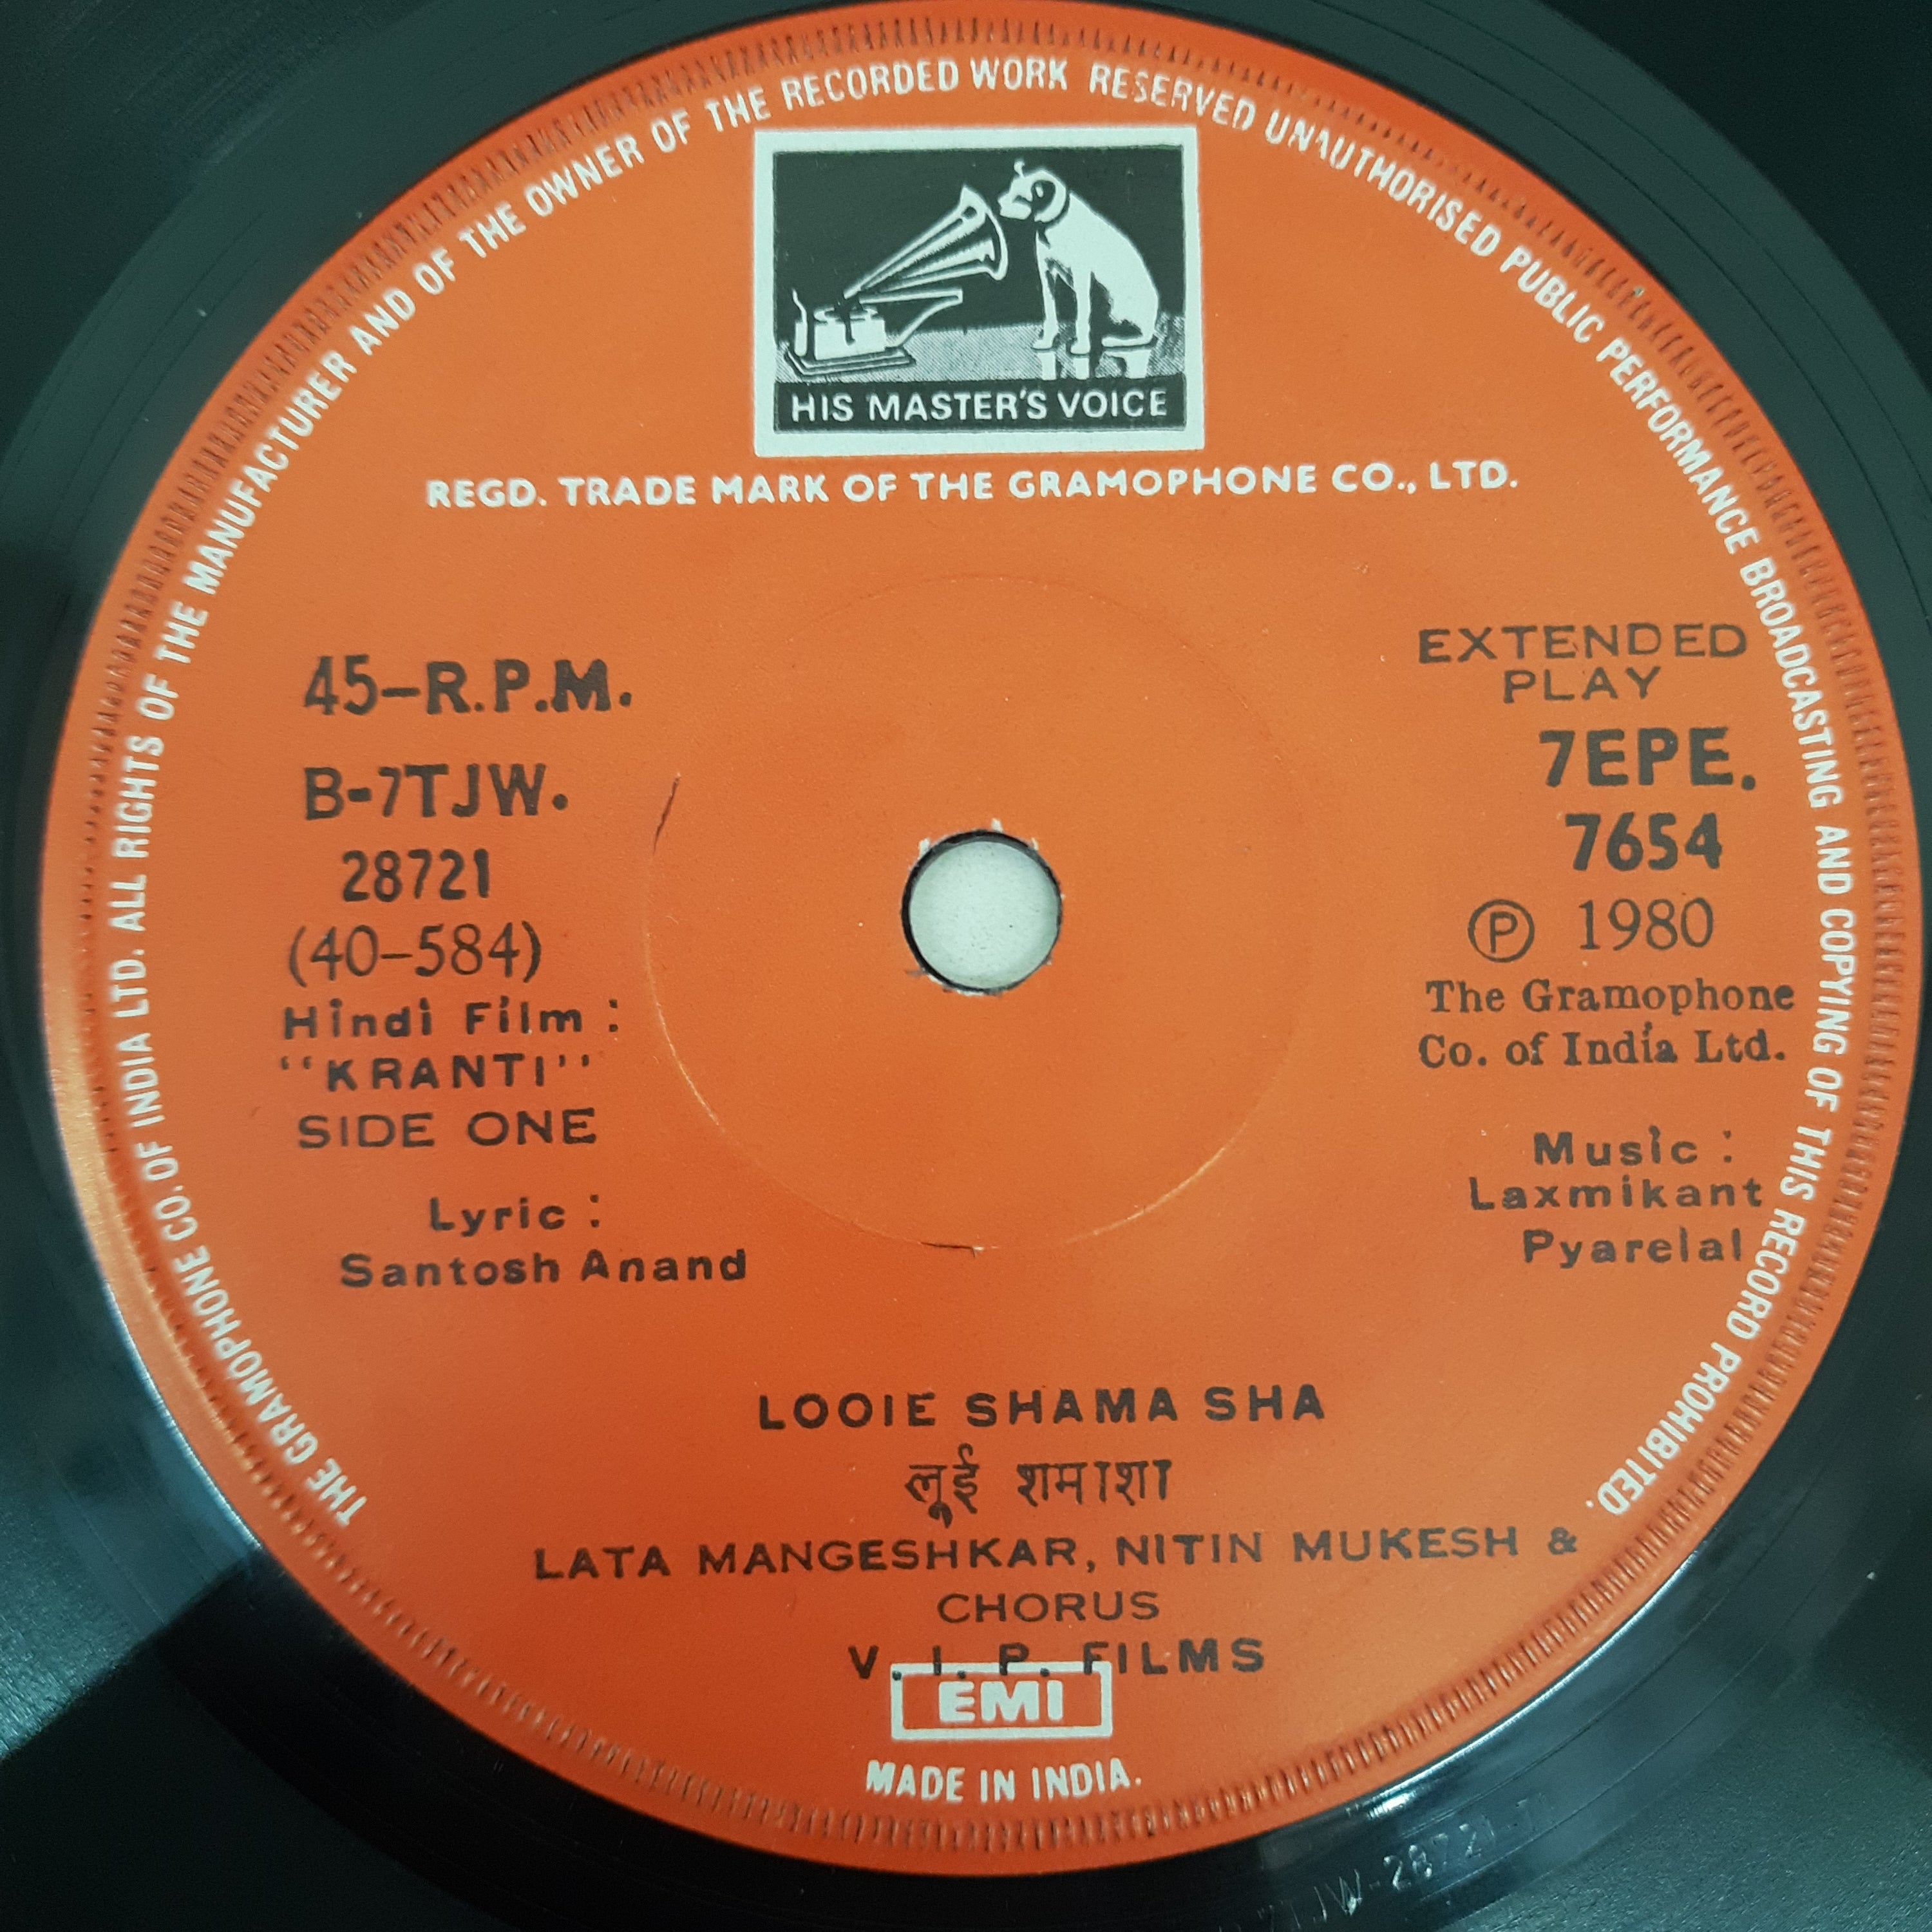 THE GRAMOPHONE CO. OF INDIA LTD. ALL RIGHTS OF THE MANUFACTURER AND OF THE OWNER OF THE RECORDED WORK RESERVED UNAUTHORISED PUBLIC PERFORMANCE BROADCASTING AND COPYING OF THIS RECORD PROHIBITED.
HIS MASTER'S VOICE
REGD. TRADE MARK OF THE GRAMOPHONE CO., LTD.
45-R.P.M.
B-7TJW.
28721
(40-584)
Hindi Film :
"KRANTI"
SIDE ONE
Lyric :
Santosh Anand
EXTENDED
PLAY
7EPE.
7654
Ⓟ 1980
The Gramophone
Co. of India Ltd.
Music :
Laxmikant
Pyarelal
LOOIE SHAMA SHA
लूई शमाशा
LATA MANGESHKAR, NITIN MUKESH &
CHORUS
V. I. P. FILMS
EMI
MADE IN INDIA.